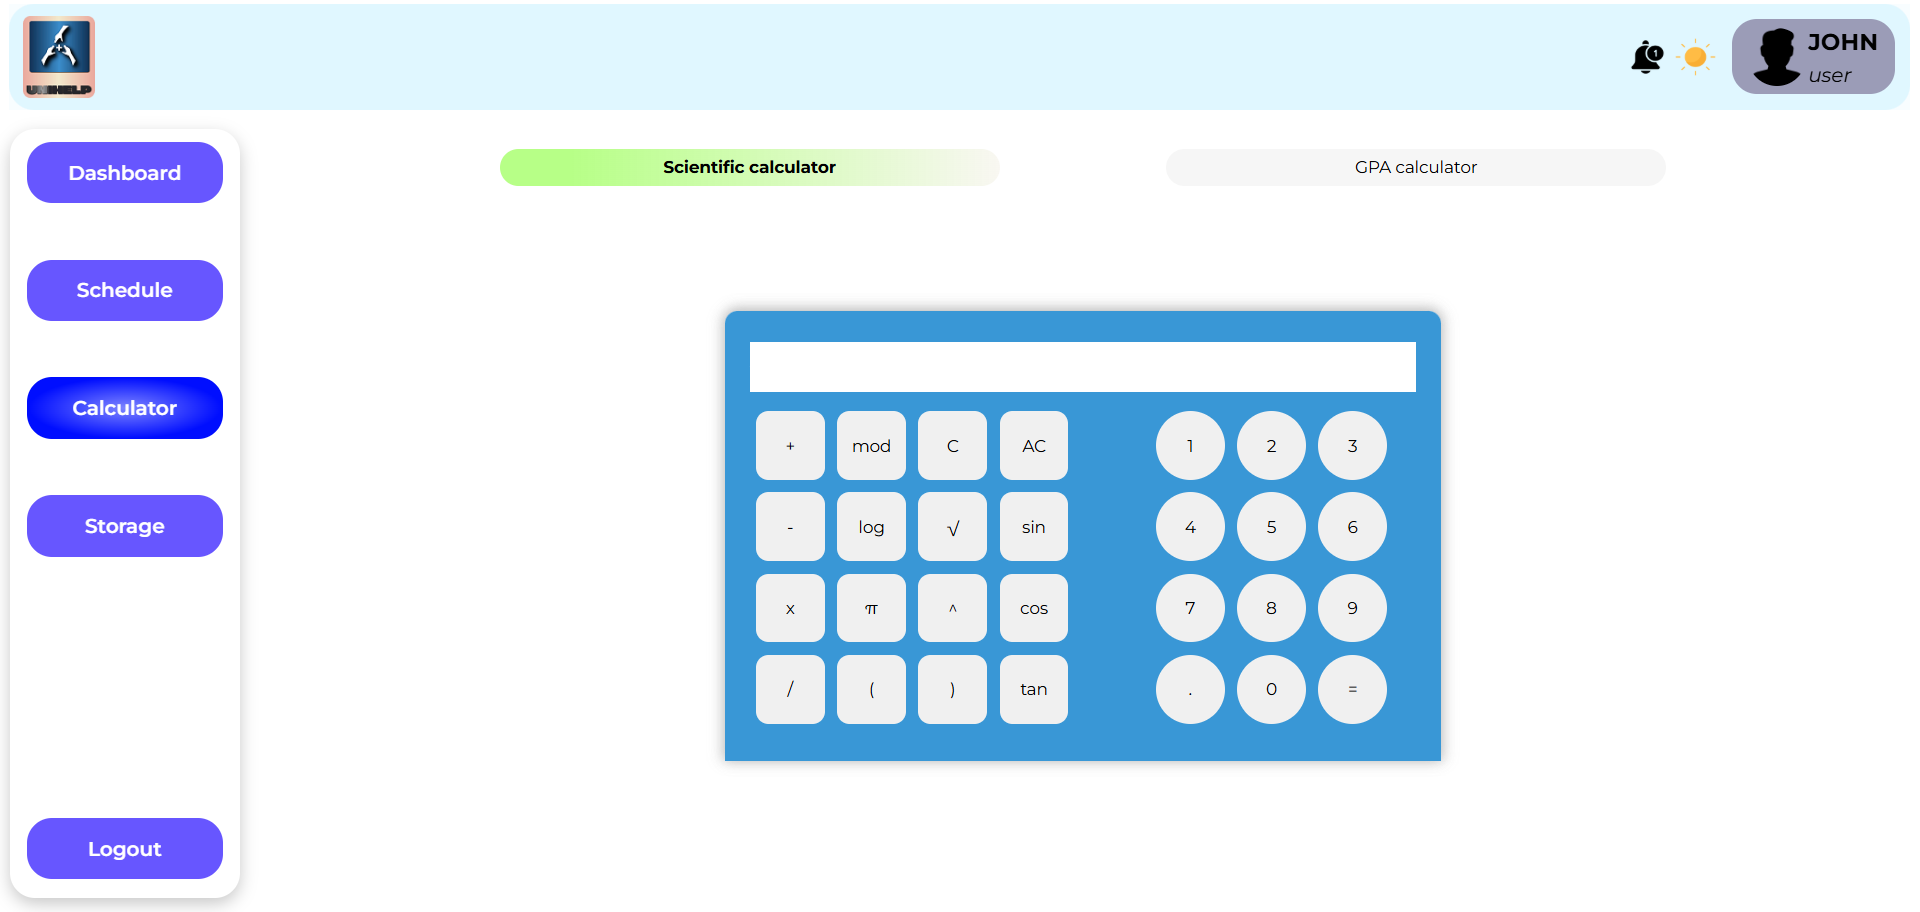 UNIHELP
1
JOHN
user
Dashboard
Schedule
Calculator
Storage
Logout
Scientific calculator
GPA calculator
+ mod C AC 1 2 3
- log √ sin 4 5 6
x π ^ cos 7 8 9
/ ( ) tan . 0 =